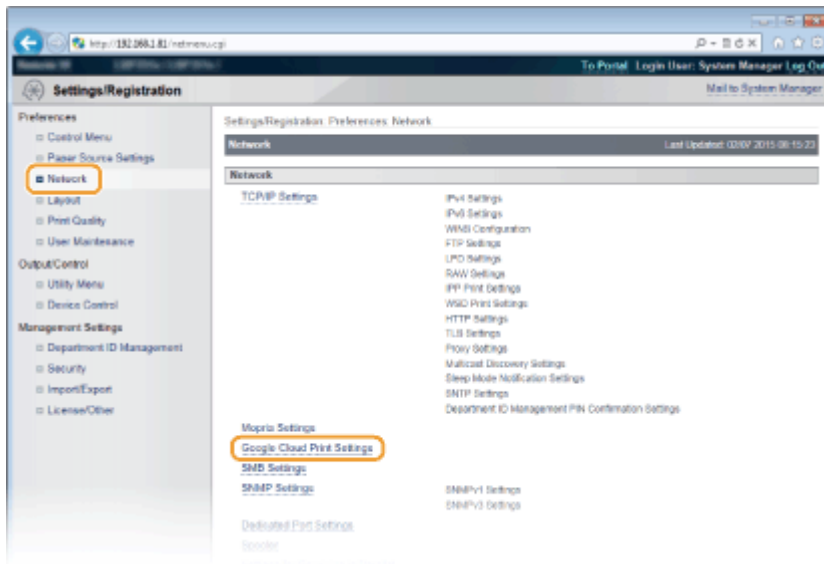 http://192.168.1.81/netmenu.cgi
To Portal Login User: System Manager Log Out
Settings/Registration
Mail to System Manager
Preferences
Control Menu
Paper Source Settings
Network
Layout
Print Quality
User Maintenance
Output/Control
Utility Menu
Device Control
Management Settings
Department ID Management
Security
Import/Export
License/Other
Settings/Registration: Preferences: Network
Network
Last Updated: 02/07 2015 08:15:23
Network
TCP/IP Settings
IPv4 Settings
IPv6 Settings
WINS Configuration
FTP Settings
LPD Settings
RAW Settings
IPP Print Settings
WSD Print Settings
HTTP Settings
TLS Settings
Proxy Settings
Multicast Discovery Settings
Sleep Mode Notification Settings
SNTP Settings
Department ID Management PIN Confirmation Settings
Mopria Settings
Google Cloud Print Settings
SMB Settings
SNMP Settings
SNMPv1 Settings
SNMPv3 Settings
Dedicated Port Settings
Spooler